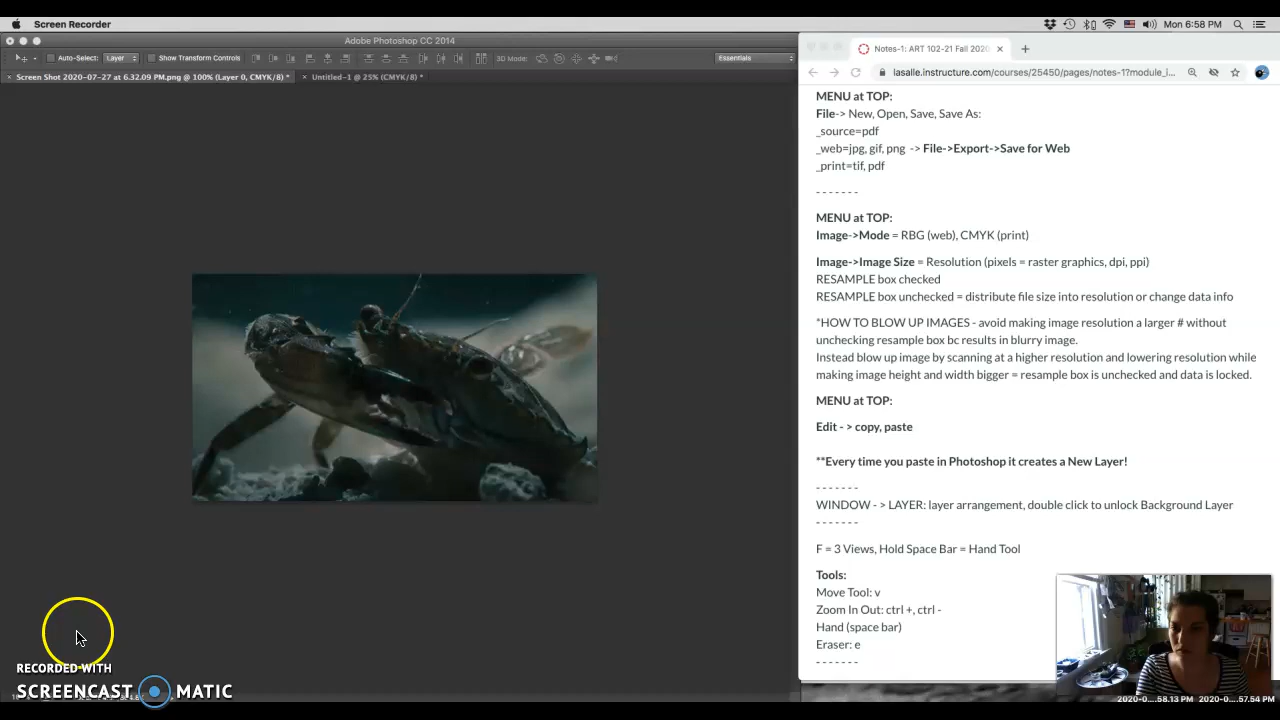 Screen Recorder
Mon 6:58 PM
Adobe Photoshop CC 2014
Auto-Select: Layer Show Transform Controls 3D Mode: Essentials
Screen Shot 2020-07-27 at 6.32.09 PM.png @ 100% (Layer 0, CMYK/8) *
Untitled-1 @ 25% (CMYK/8) *
Notes-1: ART 102-21 Fall 2020
lasalle.instructure.com/courses/25450/pages/notes-1?module_i...
MENU at TOP:
File-> New, Open, Save, Save As:
_source=pdf
_web=jpg, gif, png -> File->Export->Save for Web
_print=tif, pdf
- - - - - - -
MENU at TOP:
Image->Mode = RBG (web), CMYK (print)
Image->Image Size = Resolution (pixels = raster graphics, dpi, ppi)
RESAMPLE box checked
RESAMPLE box unchecked = distribute file size into resolution or change data info
*HOW TO BLOW UP IMAGES - avoid making image resolution a larger # without
unchecking resample box bc results in blurry image.
Instead blow up image by scanning at a higher resolution and lowering resolution while
making image height and width bigger = resample box is unchecked and data is locked.
MENU at TOP:
Edit - > copy, paste
**Every time you paste in Photoshop it creates a New Layer!
- - - - - - -
WINDOW - > LAYER: layer arrangement, double click to unlock Background Layer
- - - - - - -
F = 3 Views, Hold Space Bar = Hand Tool
Tools:
Move Tool: v
Zoom In Out: ctrl +, ctrl -
Hand (space bar)
Eraser: e
- - - - - - -
RECORDED WITH
SCREENCAST MATIC
2020-0....58.13 PM 2020-0....57.54 PM